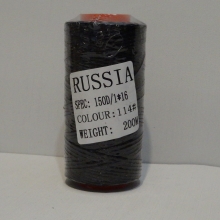 RUSSIA
SPEC: 150D/1*16
COLOUR:114#
WEIGHT: 200M